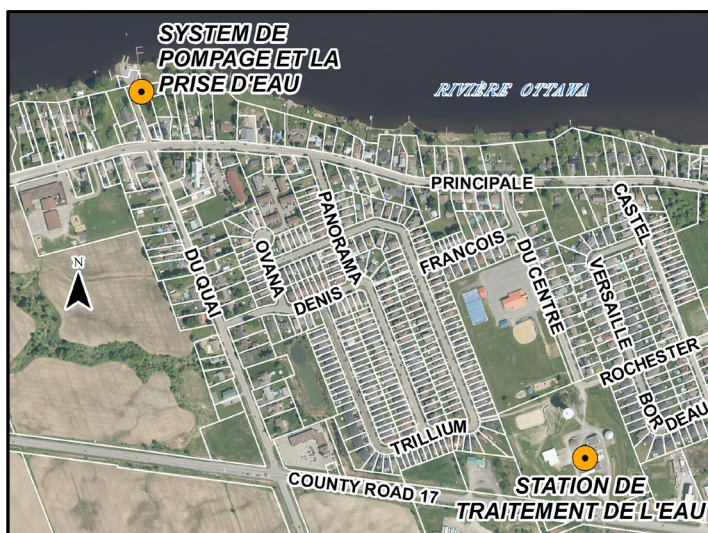 SYSTEM DE
POMPAGE ET LA
PRISE D'EAU
RIVIÈRE OTTAWA
PRINCIPALE
CASTEL
PANORAMA
OVANA
FRANCOIS
DU QUAI
DENIS
DU CENTRE
VERSAILLE
N
ROCHESTER
BOR
DEAU
TRILLIUM
COUNTY ROAD 17
STATION DE
TRAITEMENT DE L'EAU